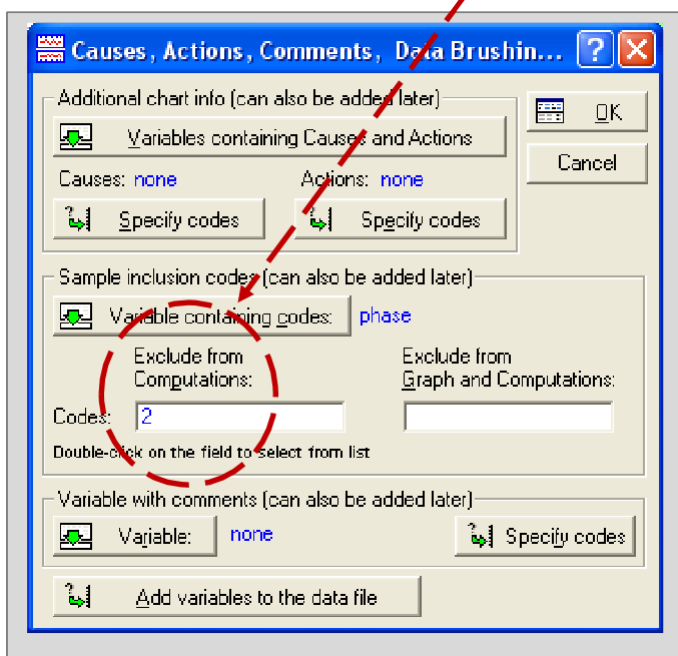 Causes, Actions, Comments, Data Brushin...
Additional chart info (can also be added later)
OK
Variables containing Causes and Actions
Cancel
Causes: none Actions: none
Specify codes Specify codes
Sample inclusion codes (can also be added later)
Variable containing codes: phase
Exclude from Exclude from
Computations: Graph and Computations:
Codes: 2
Double-click on the field to select from list
Variable with comments (can also be added later)
Variable: none Specify codes
Add variables to the data file